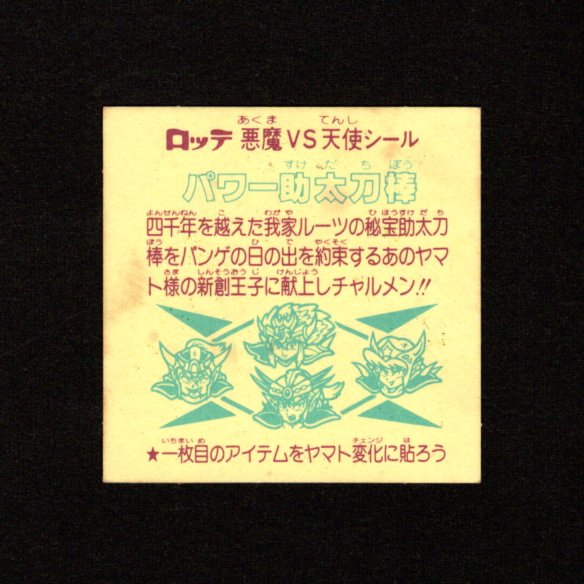 ロッテ 悪魔VS天使シール
パワー助太刀棒
四千年を越えた我家ルーツの秘宝助太刀
棒をバンゲの日の出を約束するあのヤマ
ト様の新創王子に献上しチャルメン!!
★一枚目のアイテムをヤマト変化に貼ろう